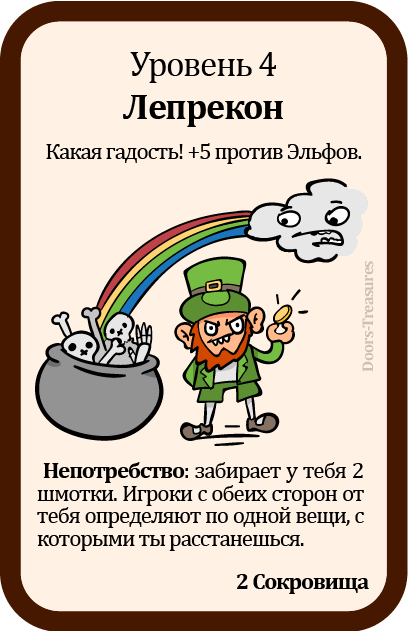 Уровень 4
Лепрекон
Какая гадость! +5 против Эльфов.
Doors-Treasures
Непотребство: забирает у тебя 2
шмотки. Игроки с обеих сторон от
тебя определяют по одной вещи, с
которыми ты расстанешься.
2 Сокровища